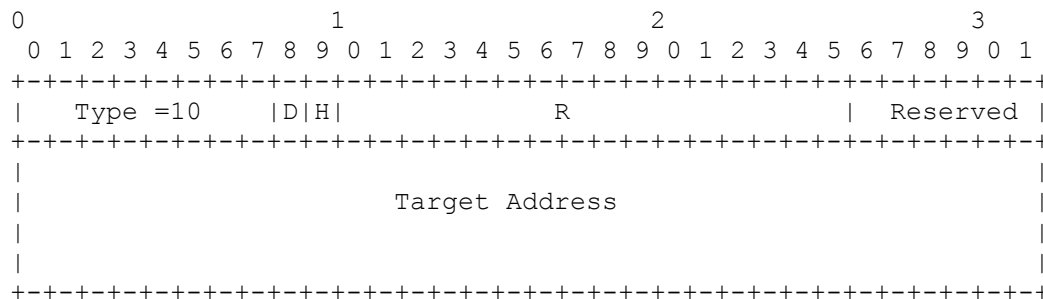 0                   1                   2                   3
 0 1 2 3 4 5 6 7 8 9 0 1 2 3 4 5 6 7 8 9 0 1 2 3 4 5 6 7 8 9 0 1
+-+-+-+-+-+-+-+-+-+-+-+-+-+-+-+-+-+-+-+-+-+-+-+-+-+-+-+-+-+-+-+-+
|   Type =10    |D|H|             R                 |  Reserved |
+-+-+-+-+-+-+-+-+-+-+-+-+-+-+-+-+-+-+-+-+-+-+-+-+-+-+-+-+-+-+-+-+
|                                                               |
|                       Target Address                          |
|                                                               |
|                                                               |
+-+-+-+-+-+-+-+-+-+-+-+-+-+-+-+-+-+-+-+-+-+-+-+-+-+-+-+-+-+-+-+-+